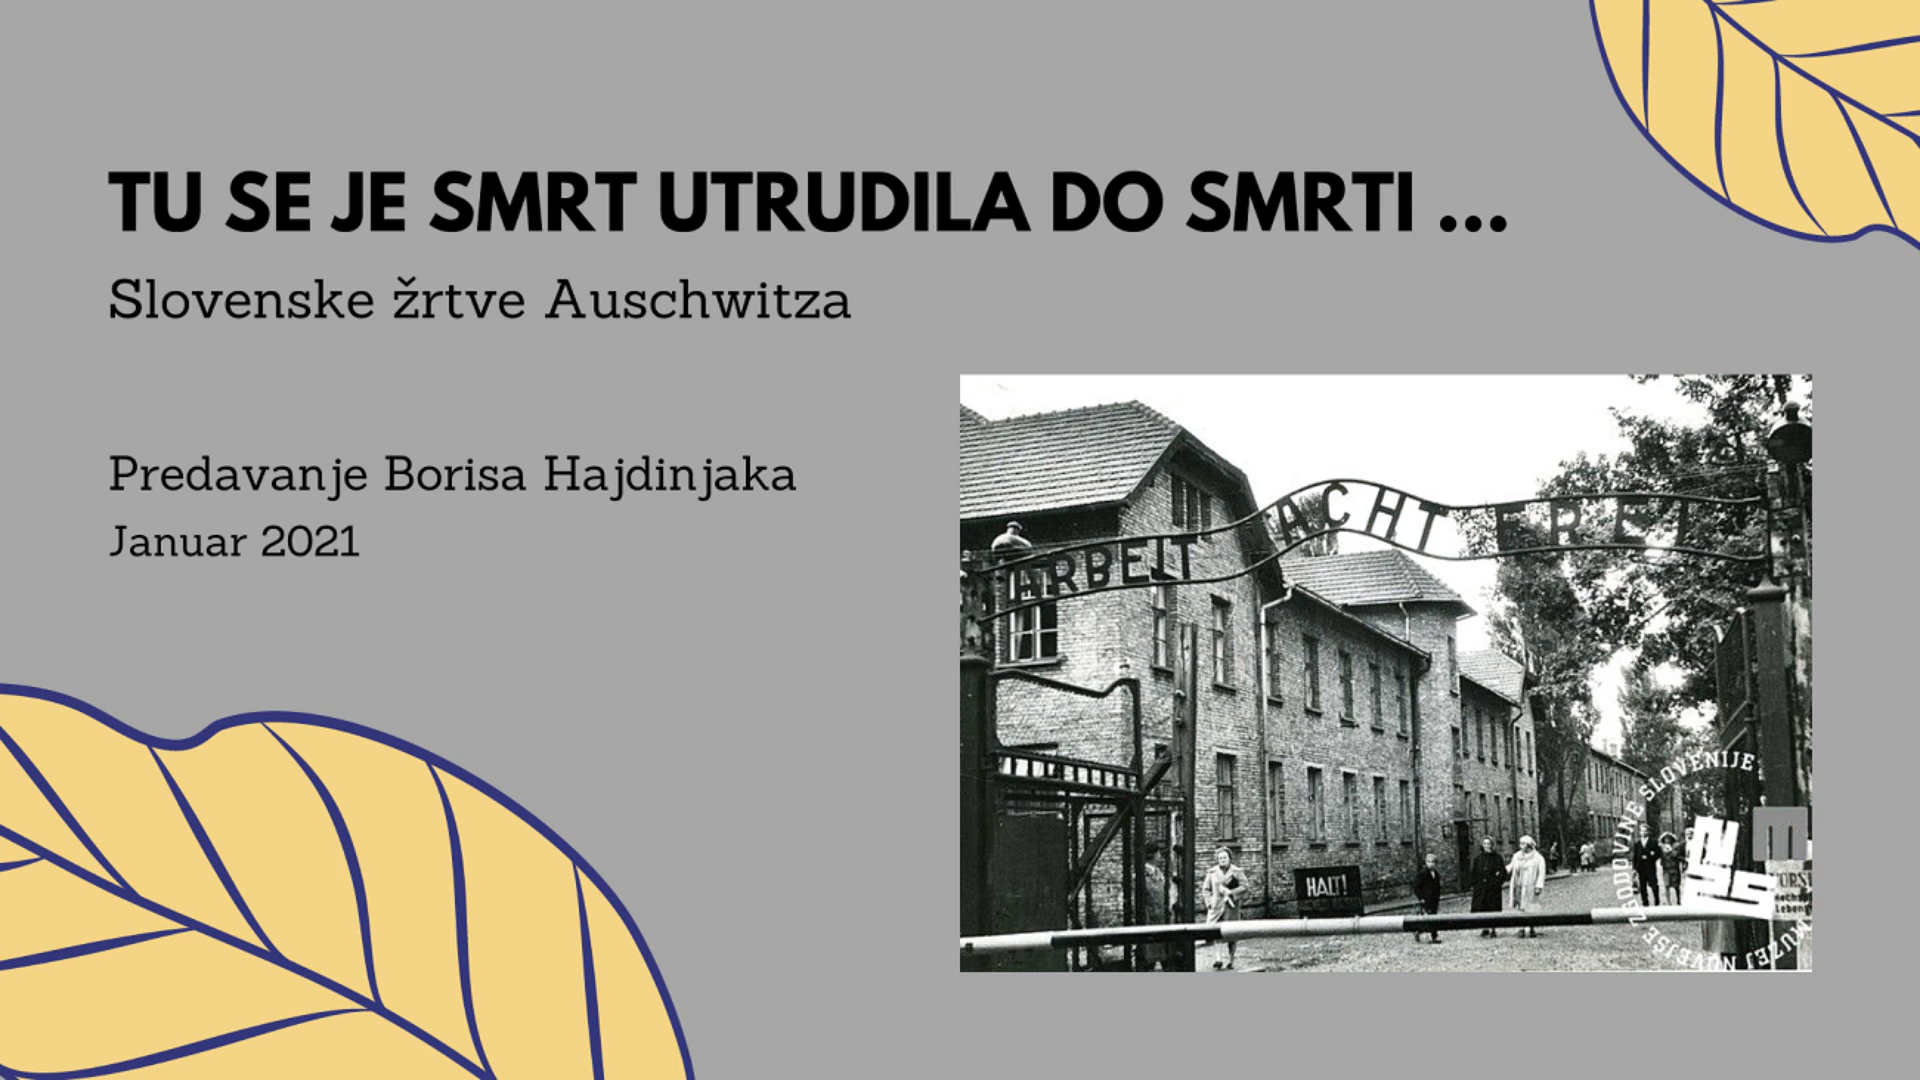 TU SE JE SMRT UTRUDILA DO SMRTI ...
Slovenske žrtve Auschwitza
Predavanje Borisa Hajdinjaka
Januar 2021
ARBEIT MACHT FREI
HALT!
MUZEJ NOVEJŠE ZGODOVINE SLOVENIJE